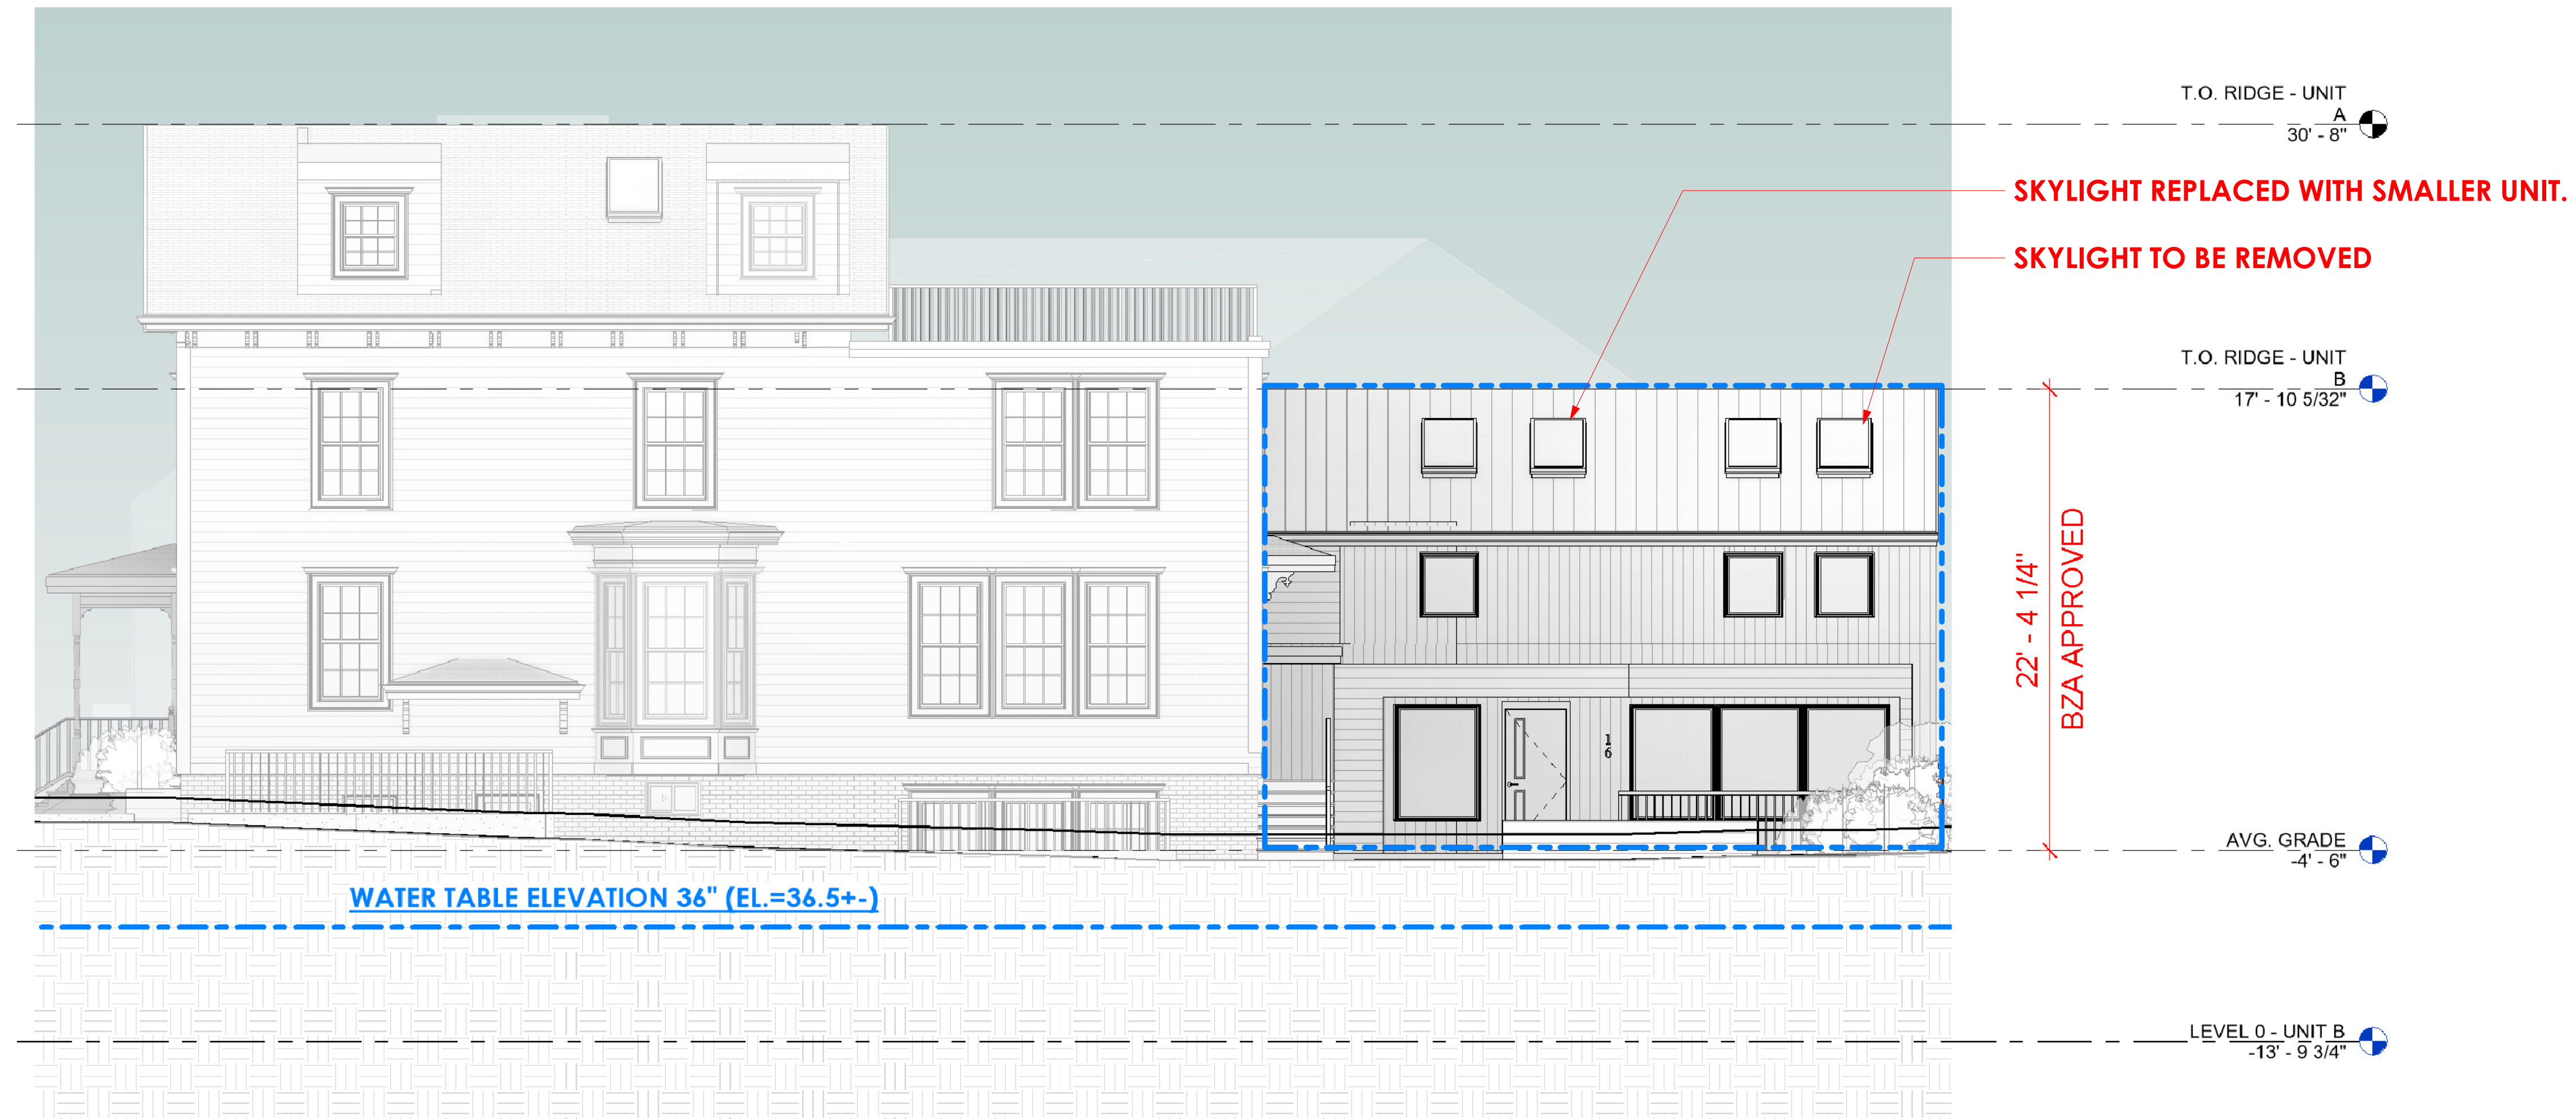 T.O. RIDGE - UNIT
A
30' - 8"
SKYLIGHT REPLACED WITH SMALLER UNIT.
SKYLIGHT TO BE REMOVED
T.O. RIDGE - UNIT
B
17' - 10 5/32"
22' - 4 1/4"
BZA APPROVED
16
AVG. GRADE
-4' - 6"
WATER TABLE ELEVATION 36" (EL.=36.5+-)
LEVEL 0 - UNIT B
-13' - 9 3/4"